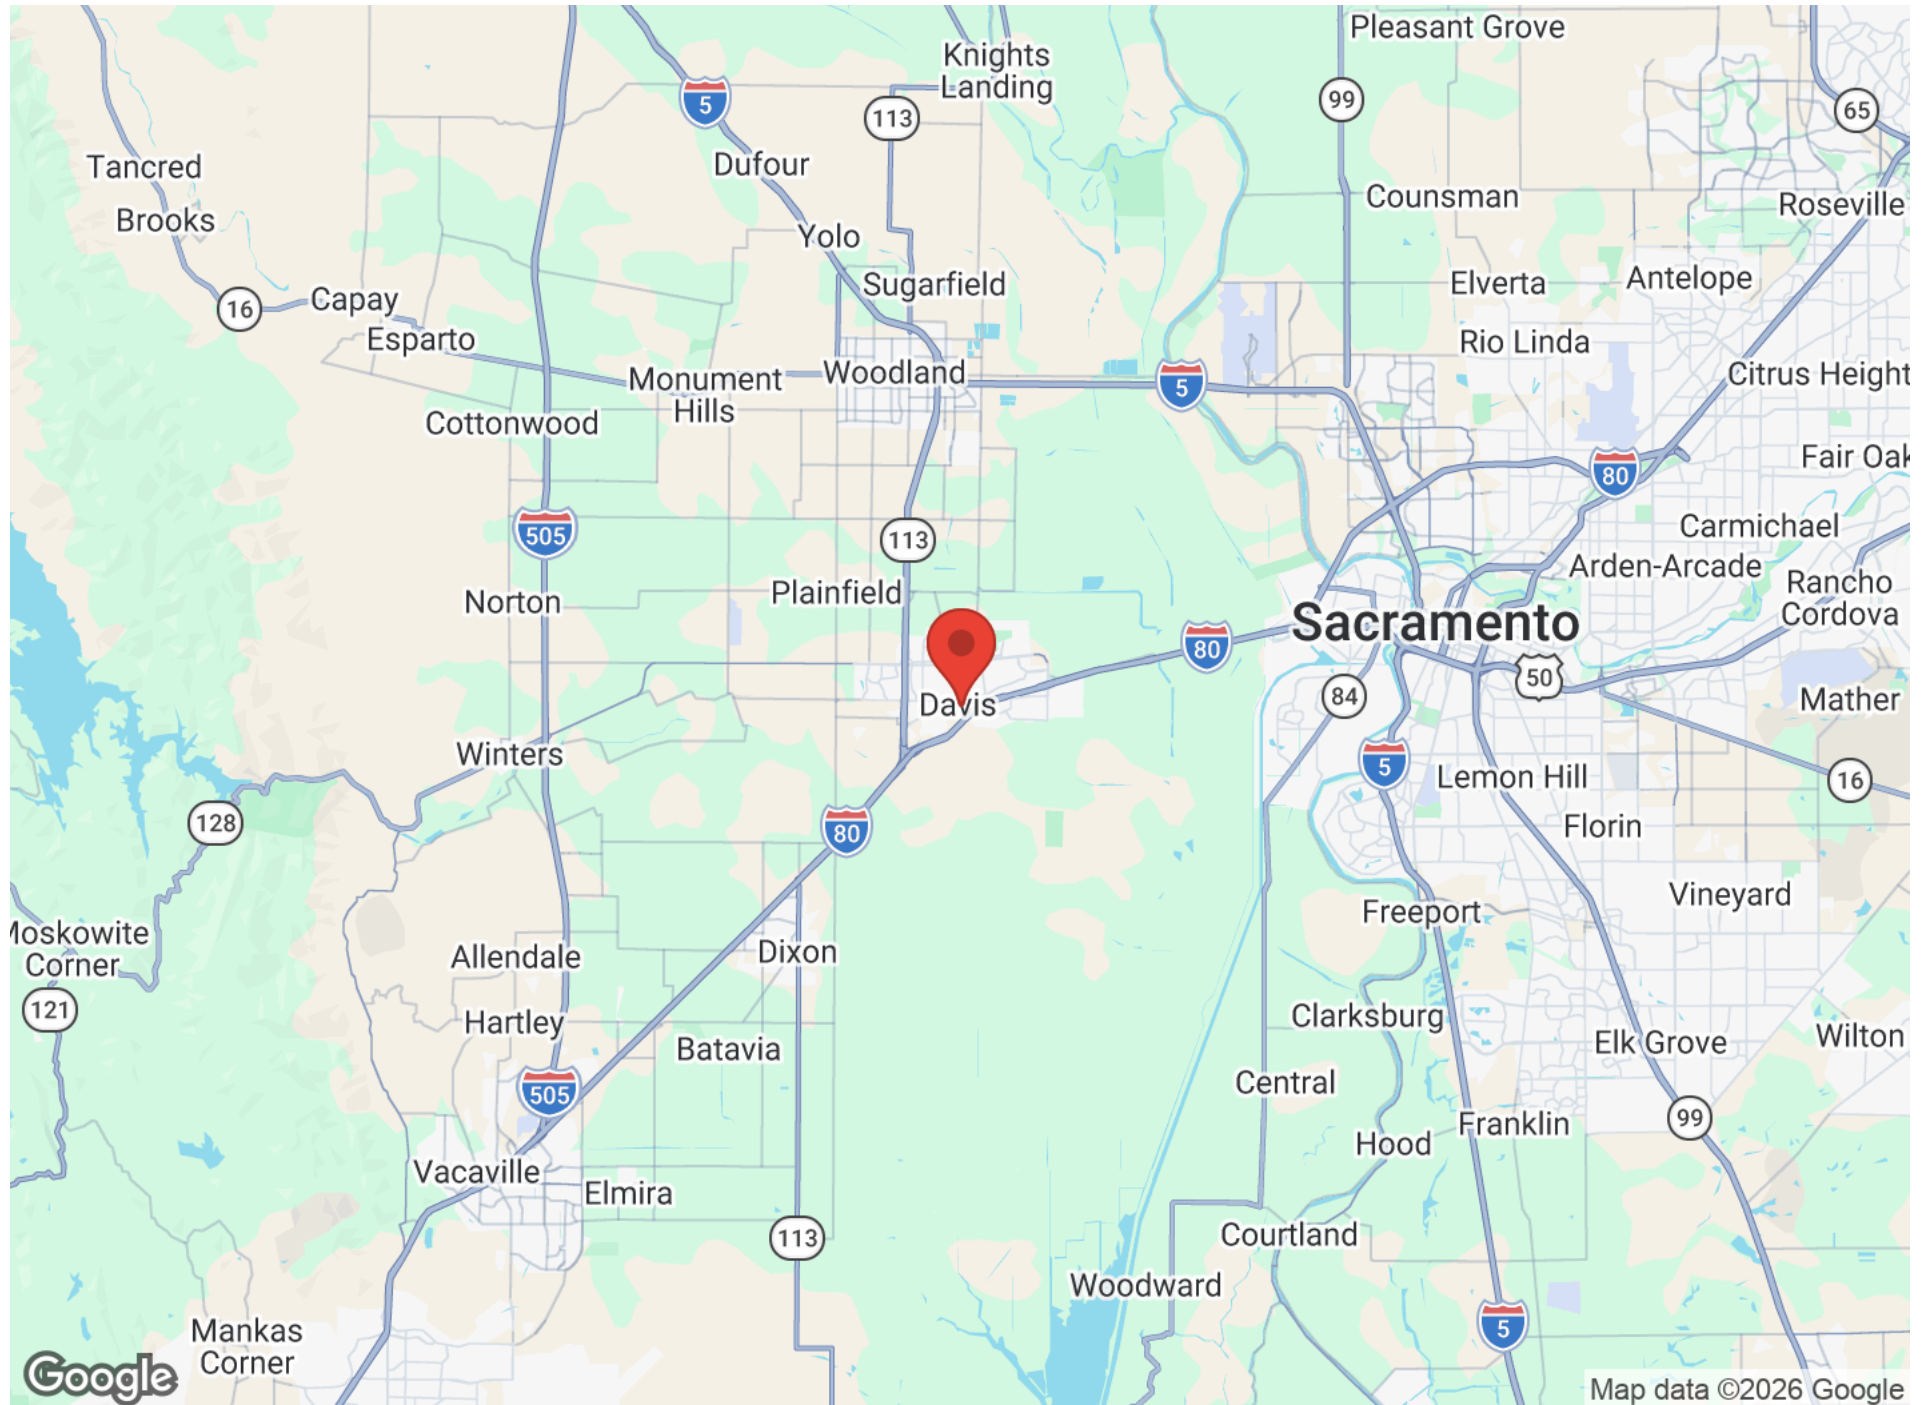 Pleasant Grove
Knights
Landing
5
99
65
113
Tancred
Dufour
Counsman
Brooks
Roseville
Yolo
Sugarfield
Elverta
Antelope
16
Capay
Esparto
Rio Linda
Monument
Hills
Woodland
5
Citrus Height
Cottonwood
Fair Oak
80
505
113
Carmichael
Arden-Arcade
Rancho
Cordova
Norton
Plainfield
Sacramento
80
50
84
Mather
Davis
Winters
5
Lemon Hill
16
128
80
Florin
Vineyard
Freeport
Moskowite
Corner
Allendale
Dixon
121
Hartley
Clarksburg
Wilton
Batavia
Elk Grove
505
Central
99
Franklin
Hood
Vacaville
Elmira
113
Courtland
Woodward
5
Mankas
Corner
Google
Map data ©2026 Google